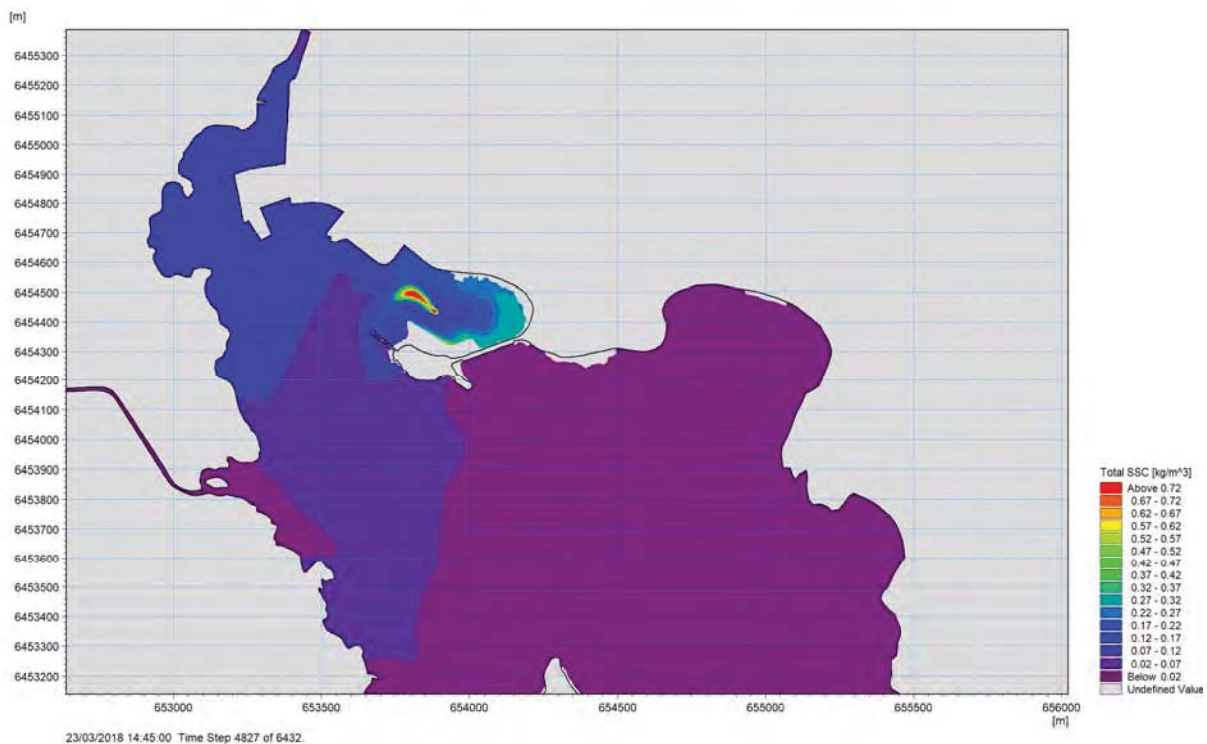 [m]
6455300
6455200
6455100
6455000
6454900
6454800
6454700
6454600
6454500
6454400
6454300
6454200
6454100
6454000
6453900
6453800
6453700
6453600
6453500
6453400
6453300
6453200
653000 653500 654000 654500 655000 655500 656000
[m]
Total SSC [kg/m^3]
Above 0.72
0.67 - 0.72
0.62 - 0.67
0.57 - 0.62
0.52 - 0.57
0.47 - 0.52
0.42 - 0.47
0.37 - 0.42
0.32 - 0.37
0.27 - 0.32
0.22 - 0.27
0.17 - 0.22
0.12 - 0.17
0.07 - 0.12
0.02 - 0.07
Below 0.02
Undefined Value
23/03/2018 14:45:00 Time Step 4827 of 6432.